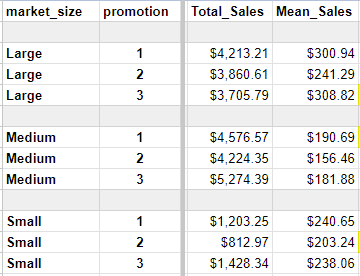 market_size promotion Total_Sales Mean_Sales
Large 1 $4,213.21 $300.94
Large 2 $3,860.61 $241.29
Large 3 $3,705.79 $308.82
Medium 1 $4,576.57 $190.69
Medium 2 $4,224.35 $156.46
Medium 3 $5,274.39 $181.88
Small 1 $1,203.25 $240.65
Small 2 $812.97 $203.24
Small 3 $1,428.34 $238.06